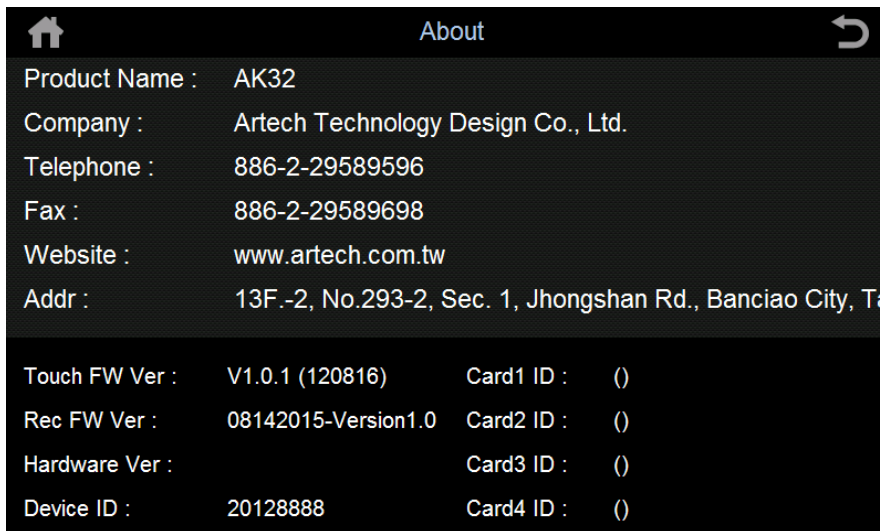 About
Product Name : AK32
Company : Artech Technology Design Co., Ltd.
Telephone : 886-2-29589596
Fax : 886-2-29589698
Website : www.artech.com.tw
Addr : 13F.-2, No.293-2, Sec. 1, Jhongshan Rd., Banciao City,
Touch FW Ver : V1.0.1 (120816) Card1 ID : ()
Rec FW Ver : 08142015-Version1.0 Card2 ID : ()
Hardware Ver : Card3 ID : ()
Device ID : 20128888 Card4 ID : ()